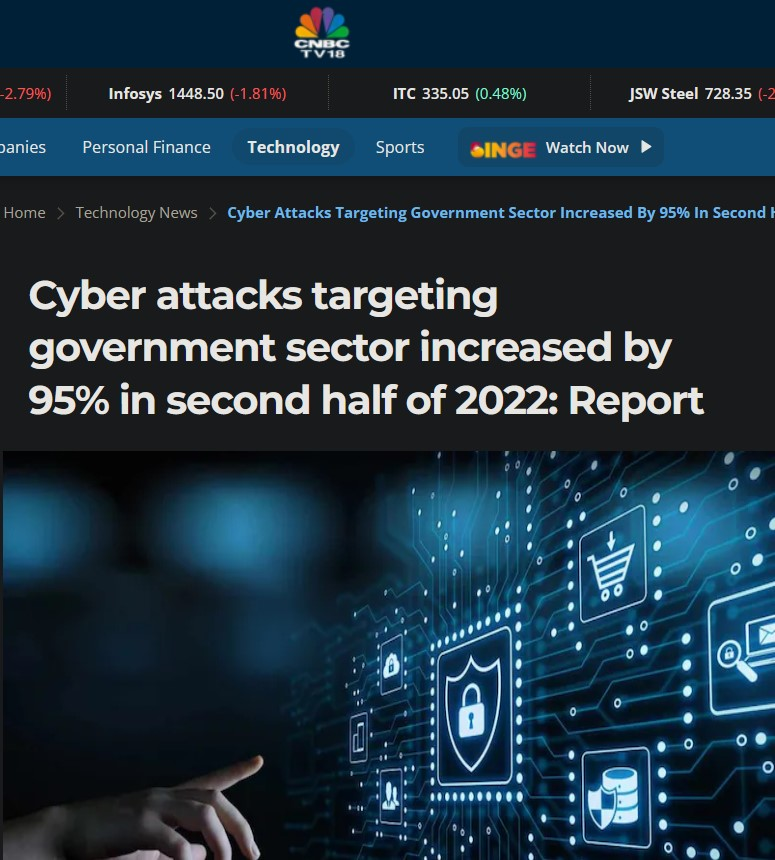 CNBC
TV18
-2.79%) Infosys 1448.50 (-1.81%) ITC 335.05 (0.48%) JSW Steel 728.35 (-2
panies Personal Finance Technology Sports BINGE Watch Now
Home Technology News Cyber Attacks Targeting Government Sector Increased By 95% In Second H
Cyber attacks targeting
government sector increased by
95% in second half of 2022: Report